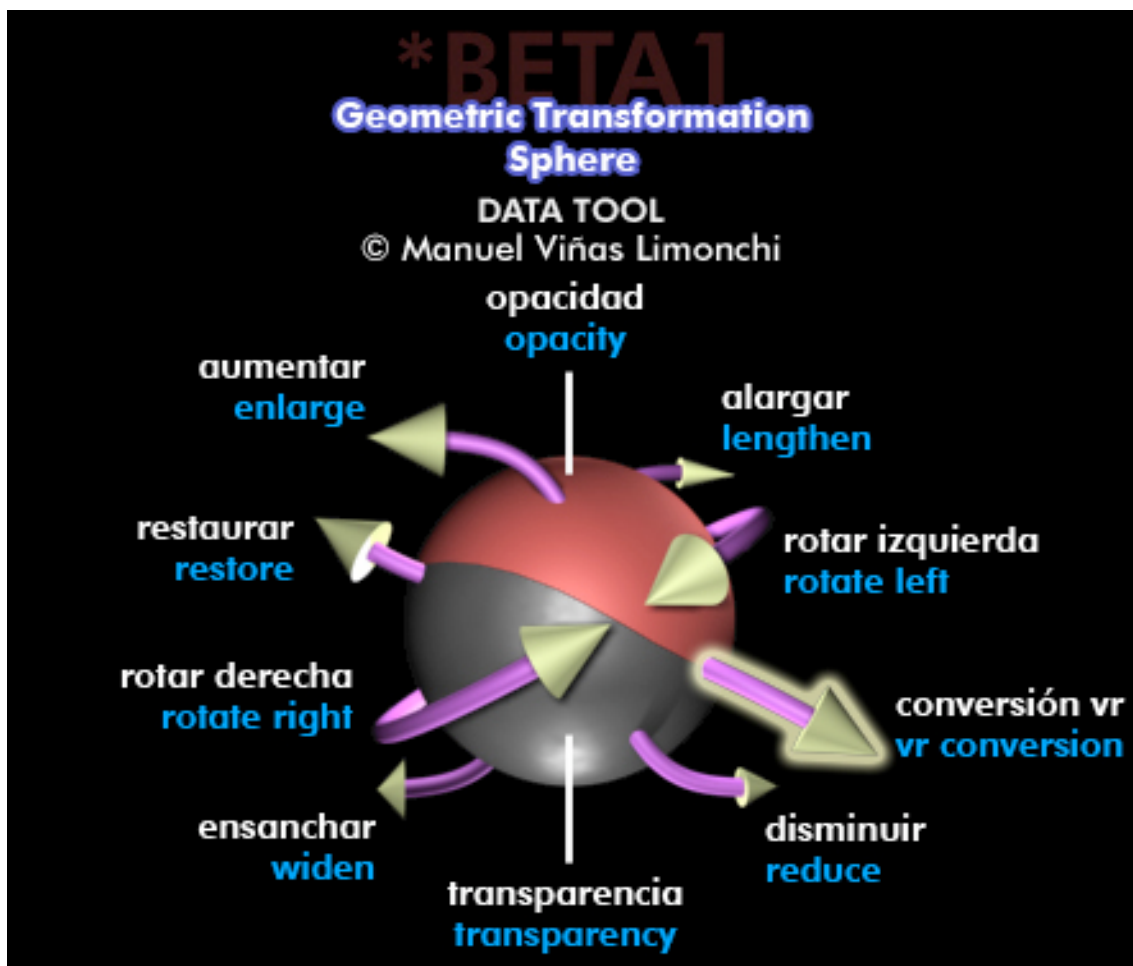 *BETA1
Geometric Transformation
Sphere
DATA TOOL
© Manuel Viñas Limonchi
opacidad
opacity
aumentar
enlarge
alargar
lengthen
restaurar
restore
rotar izquierda
rotate left
rotar derecha
rotate right
conversión vr
vr conversion
ensanchar
widen
disminuir
reduce
transparencia
transparency